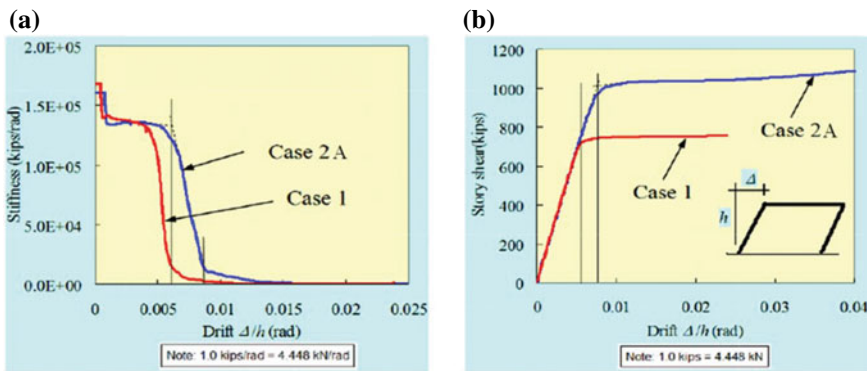 (a)
Stiffness (kips/rad)
2.0E+05
1.5E+05
1.0E+05
5.0E+04
0.0E+00
Case 2 A
Case 1
0
0.005
0.01
0.015
0.02
0.025
Drift Δ/h (rad)
Note: 1.0 kips/rad = 4.448 kN/rad
(b)
Story shear(kips)
1200
1000
800
600
400
200
0
Case 2A
Case 1
Δ
h
0
0.01
0.02
0.03
0.04
Drift Δ/h (rad)
Note: 1.0 kips = 4.448 kN